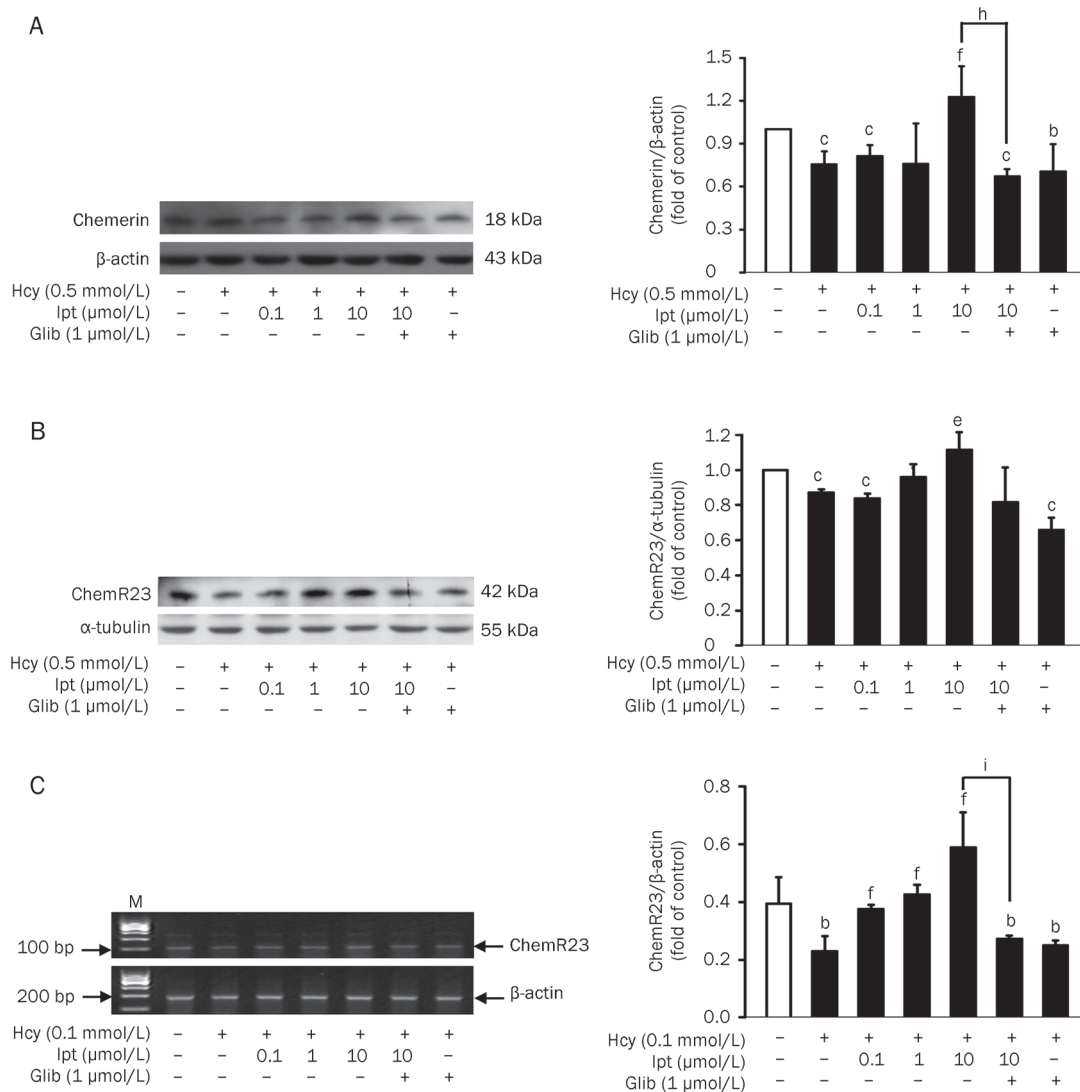 A
Chemerin
18 kDa
β-actin
43 kDa
Hcy (0.5 mmol/L) – + + + + + +
Ipt (µmol/L) – – 0.1 1 10 10 –
Glib (1 µmol/L) – – – – – + +
Chemerin/β-actin
(fold of control)
1.5
1.2
0.9
0.6
0.3
0
c c f h c b
Hcy (0.5 mmol/L) – + + + + + +
Ipt (µmol/L) – – 0.1 1 10 10 –
Glib (1 µmol/L) – – – – – + +
B
ChemR23
42 kDa
α-tubulin
55 kDa
Hcy (0.5 mmol/L) – + + + + + +
Ipt (µmol/L) – – 0.1 1 10 10 –
Glib (1 µmol/L) – – – – – + +
ChemR23/α-tubulin
(fold of control)
1.2
1.0
0.8
0.6
0.4
0.2
0
c c e c
Hcy (0.5 mmol/L) – + + + + + +
Ipt (µmol/L) – – 0.1 1 10 10 –
Glib (1 µmol/L) – – – – – + +
C
M
100 bp
ChemR23
200 bp
β-actin
Hcy (0.1 mmol/L) – + + + + + +
Ipt (µmol/L) – – 0.1 1 10 10 –
Glib (1 µmol/L) – – – – – + +
ChemR23/β-actin
(fold of control)
0.8
0.6
0.4
0.2
0.0
b f f f i b b
Hcy (0.1 mmol/L) – + + + + + +
Ipt (µmol/L) – – 0.1 1 10 10 –
Glib (1 µmol/L) – – – – – + +